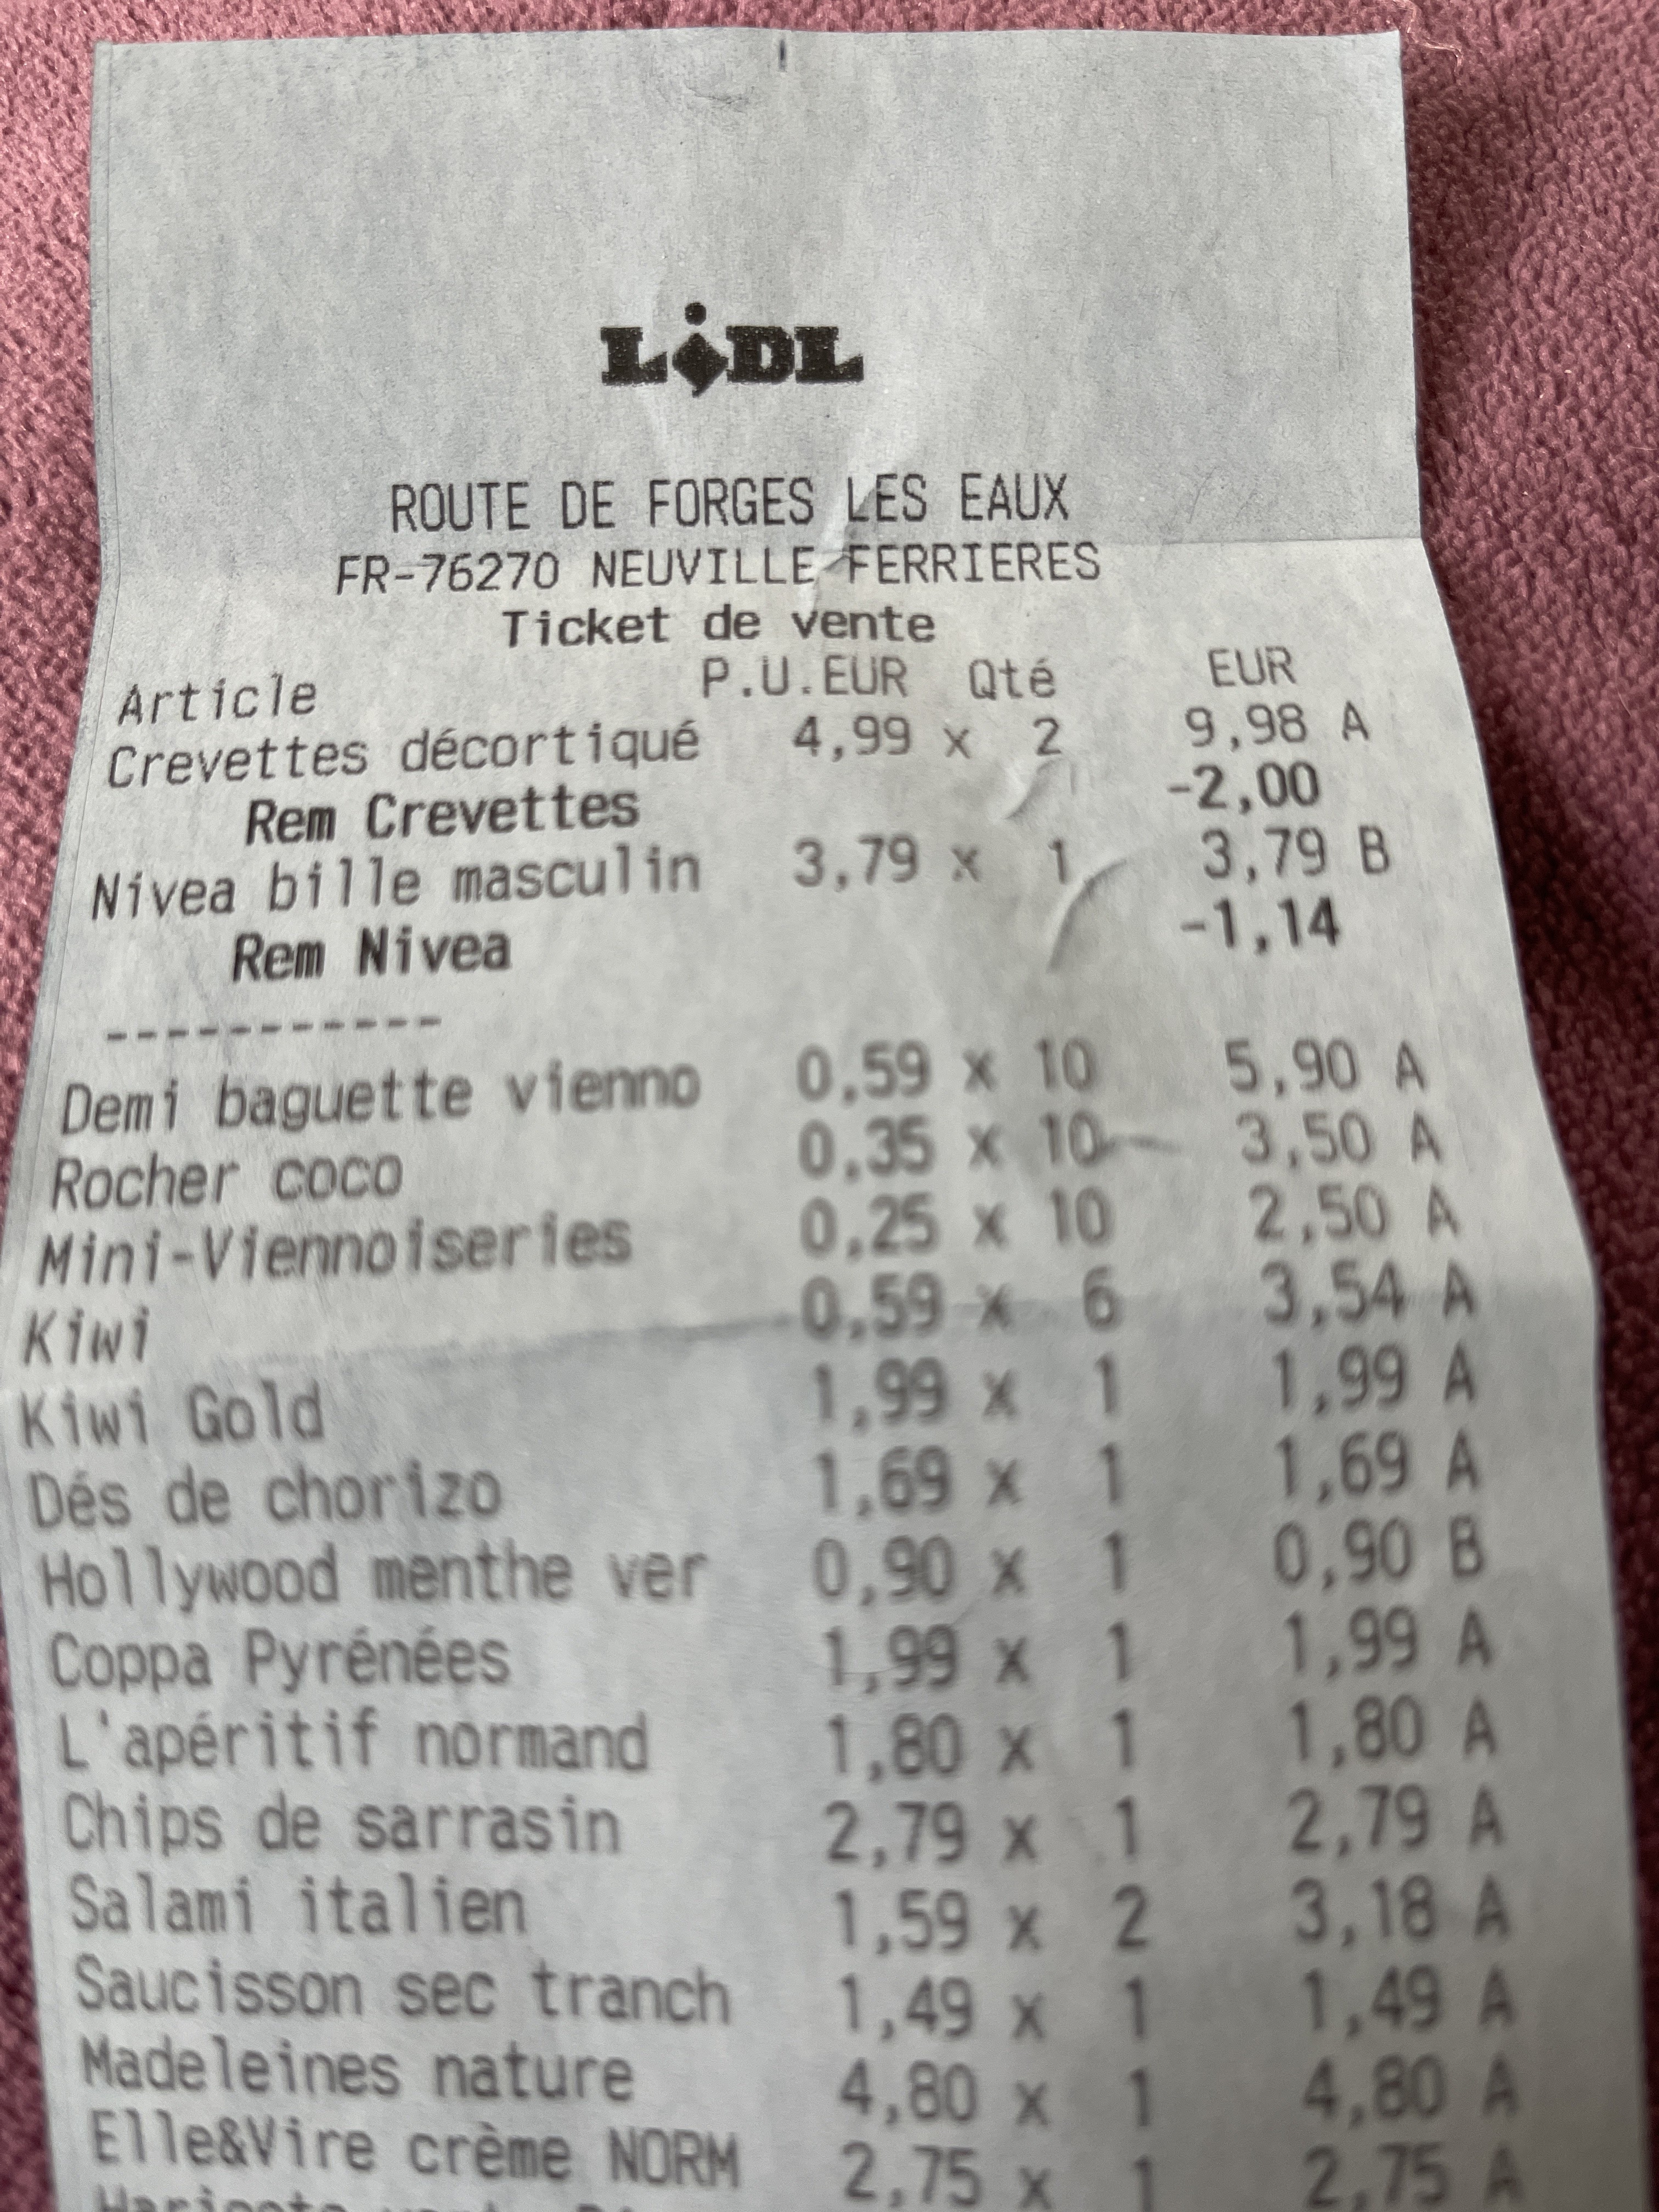 LiDL
ROUTE DE FORGES LES EAUX
FR-76270 NEUVILLE FERRIERES
Ticket de vente
Article P.U.EUR Qté EUR
Crevettes décortiqué 4,99 x 2 9,98 A
Rem Crevettes -2,00
Nivea bille masculin 3,79 x 1 3,79 B
Rem Nivea -1,14
-----------
Demi baguette vienno 0,59 x 10 5,90 A
Rocher coco 0,35 x 10 3,50 A
Mini-Viennoiseries 0,25 x 10 2,50 A
Kiwi 0,59 x 6 3,54 A
Kiwi Gold 1,99 x 1 1,99 A
Dés de chorizo 1,69 x 1 1,69 A
Hollywood menthe ver 0,90 x 1 0,90 B
Coppa Pyrénées 1,99 x 1 1,99 A
L'apéritif normand 1,80 x 1 1,80 A
Chips de sarrasin 2,79 x 1 2,79 A
Salami italien 1,59 x 2 3,18 A
Saucisson sec tranch 1,49 x 1 1,49 A
Madeleines nature 4,80 x 1 4,80 A
Elle&Vire crème NORM 2,75 x 1 2,75 A